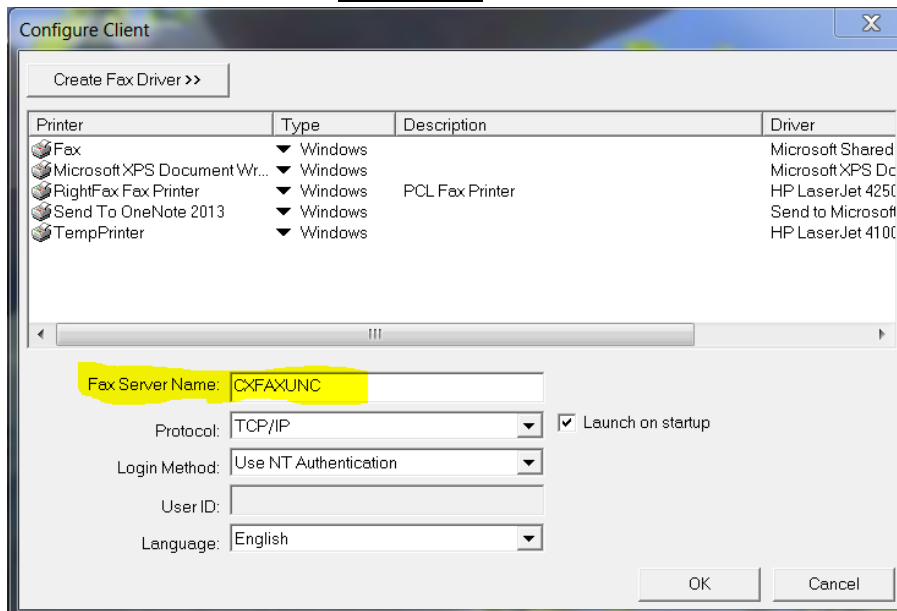 Configure Client X
Create Fax Driver >>
Printer Type Description Driver
Fax Windows Microsoft Shared
Microsoft XPS Document Wr... Windows Microsoft XPS Dc
RightFax Fax Printer Windows PCL Fax Printer HP LaserJet 4250
Send To OneNote 2013 Windows Send to Microsoft
TempPrinter Windows HP LaserJet 4100
Fax Server Name: CXFAXUNC
Protocol: TCP/IP Launch on startup
Login Method: Use NT Authentication
User ID:
Language: English
OK Cancel